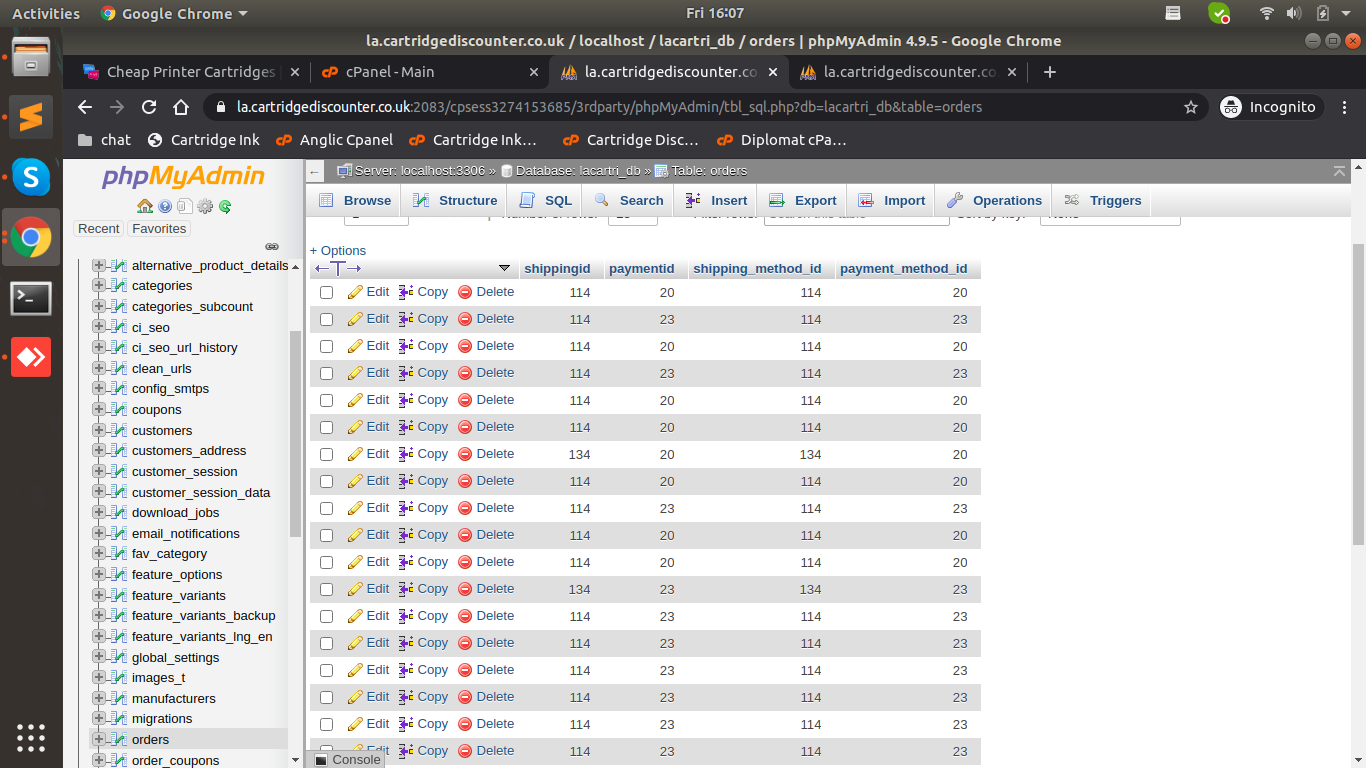 Activities Google Chrome Fri 16:07
la.cartridgediscounter.co.uk / localhost / lacartri_db / orders | phpMyAdmin 4.9.5 - Google Chrome
Cheap Printer Cartridges cPanel - Main la.cartridgediscounter.co la.cartridgediscounter.co
la.cartridgediscounter.co.uk:2083/cpsess3274153685/3rdparty/phpMyAdmin/tbl_sql.php?db=lacartri_db&table=orders Incognito
chat Cartridge Ink Anglic Cpanel Cartridge Ink… Cartridge Disc… Diplomat cPa…
phpMyAdmin
Recent Favorites
alternative_product_details
categories
categories_subcount
ci_seo
ci_seo_url_history
clean_urls
config_smtps
coupons
customers
customers_address
customer_session
customer_session_data
download_jobs
email_notifications
fav_category
feature_options
feature_variants
feature_variants_backup
feature_variants_lng_en
global_settings
images_t
manufacturers
migrations
orders
order_coupons
Server: localhost:3306 » Database: lacartri_db » Table: orders
Browse Structure SQL Search Insert Export Import Operations Triggers
+ Options
shippingid paymentid shipping_method_id payment_method_id
Edit Copy Delete 114 20 114 20
Edit Copy Delete 114 23 114 23
Edit Copy Delete 114 20 114 20
Edit Copy Delete 114 23 114 23
Edit Copy Delete 114 20 114 20
Edit Copy Delete 114 20 114 20
Edit Copy Delete 134 20 134 20
Edit Copy Delete 114 20 114 20
Edit Copy Delete 114 23 114 23
Edit Copy Delete 114 20 114 20
Edit Copy Delete 114 20 114 20
Edit Copy Delete 134 23 134 23
Edit Copy Delete 114 23 114 23
Edit Copy Delete 114 23 114 23
Edit Copy Delete 114 23 114 23
Edit Copy Delete 114 23 114 23
Edit Copy Delete 114 23 114 23
Edit Copy Delete 114 23 114 23
Console